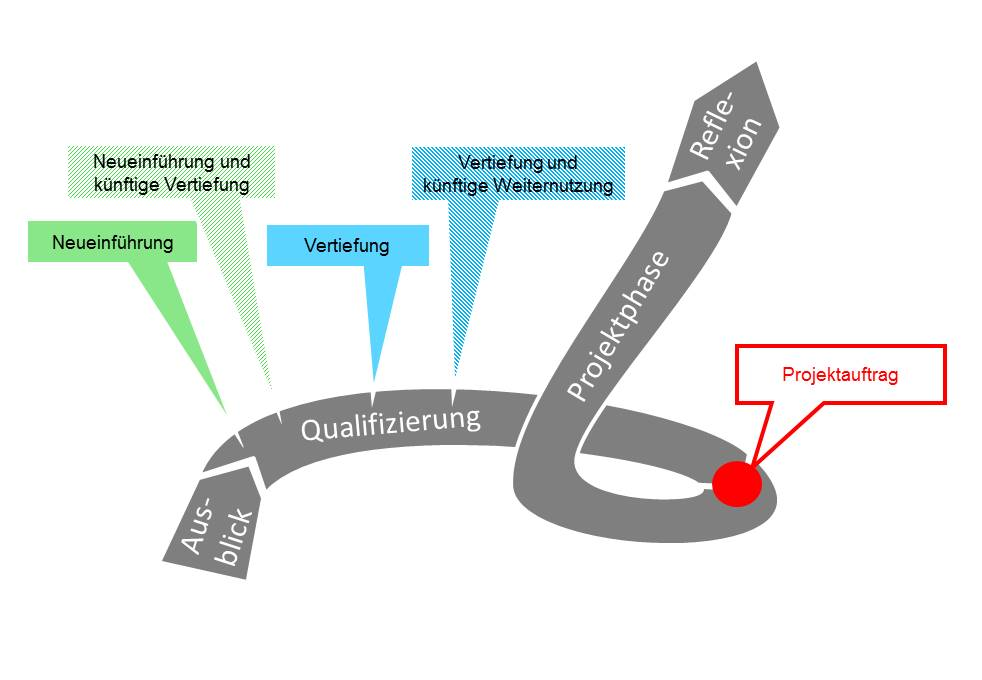 Neueinführung und
künftige Vertiefung
Vertiefung und
künftige Weiternutzung
Neueinführung
Vertiefung
Refle-
xion
Projektphase
Projektauftrag
Qualifizierung
Aus-
blick